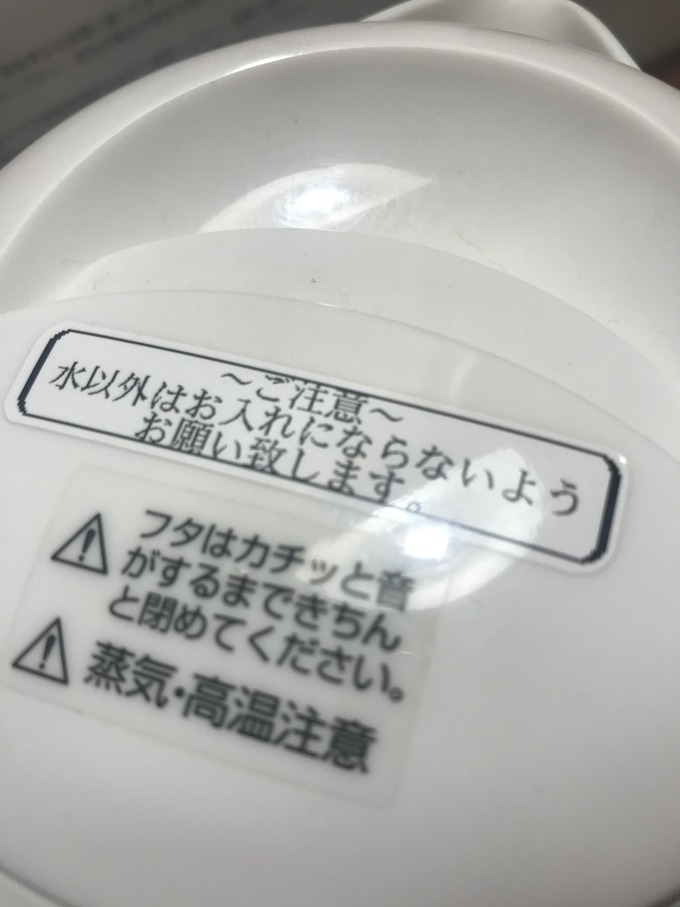 ～ご注意～
水以外はお入れにならないよう
お願い致します。
フタはカチッと音
がするまできちん
と閉めてください。
蒸気・高温注意